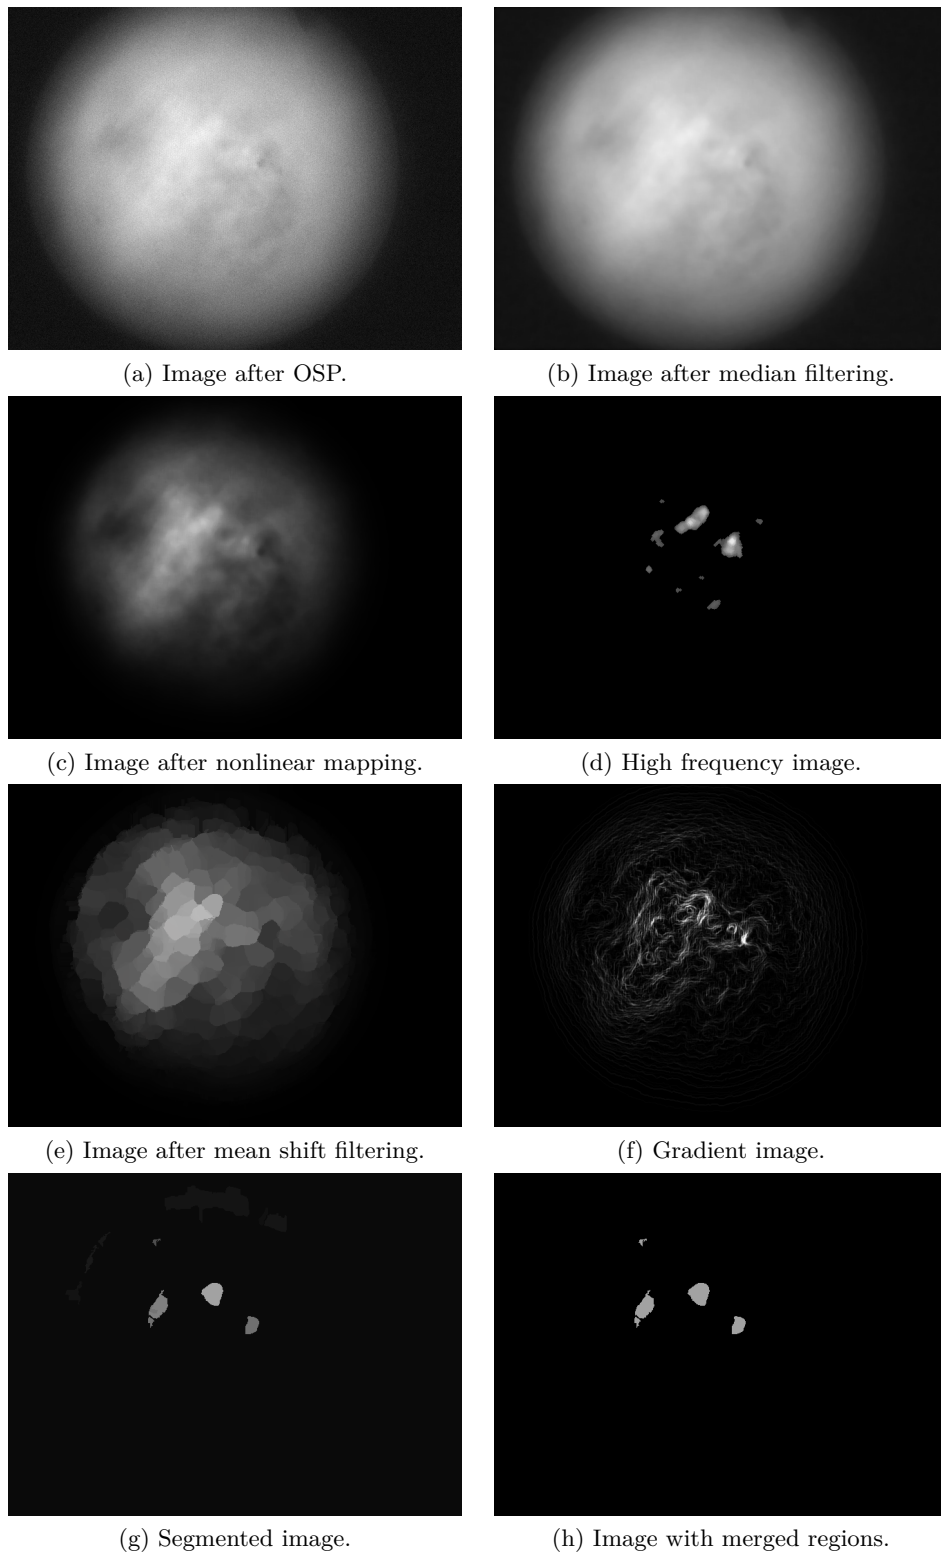 (a) Image after OSP.
(b) Image after median filtering.
(c) Image after nonlinear mapping.
(d) High frequency image.
(e) Image after mean shift filtering.
(f) Gradient image.
(g) Segmented image.
(h) Image with merged regions.